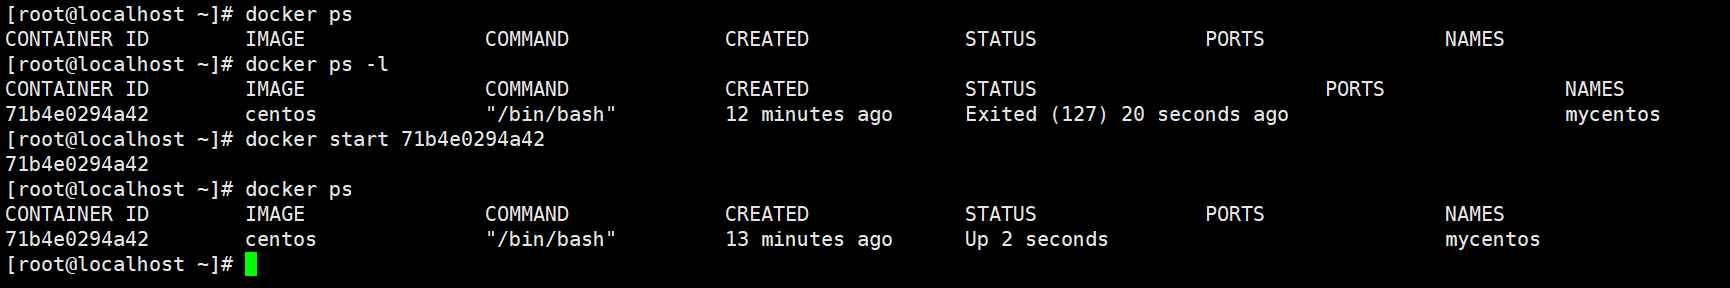 [root@localhost ~]# docker ps
CONTAINER ID        IMAGE               COMMAND             CREATED             STATUS              PORTS               NAMES
[root@localhost ~]# docker ps -l
CONTAINER ID        IMAGE               COMMAND             CREATED             STATUS                        PORTS               NAMES
71b4e0294a42        centos              "/bin/bash"         12 minutes ago      Exited (127) 20 seconds ago                       mycentos
[root@localhost ~]# docker start 71b4e0294a42
71b4e0294a42
[root@localhost ~]# docker ps
CONTAINER ID        IMAGE               COMMAND             CREATED             STATUS              PORTS               NAMES
71b4e0294a42        centos              "/bin/bash"         13 minutes ago      Up 2 seconds                            mycentos
[root@localhost ~]#